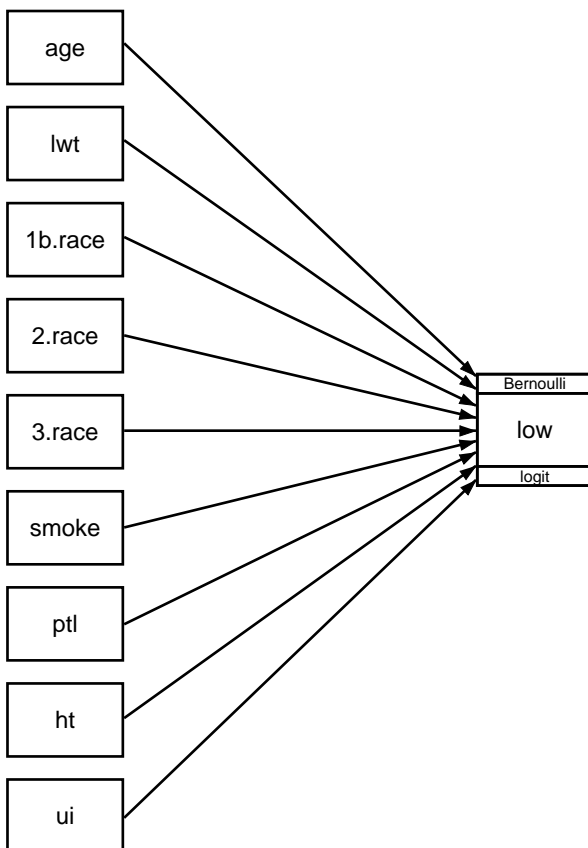 age
lwt
1b.race
2.race
3.race
smoke
ptl
ht
ui
Bernoulli
low
logit